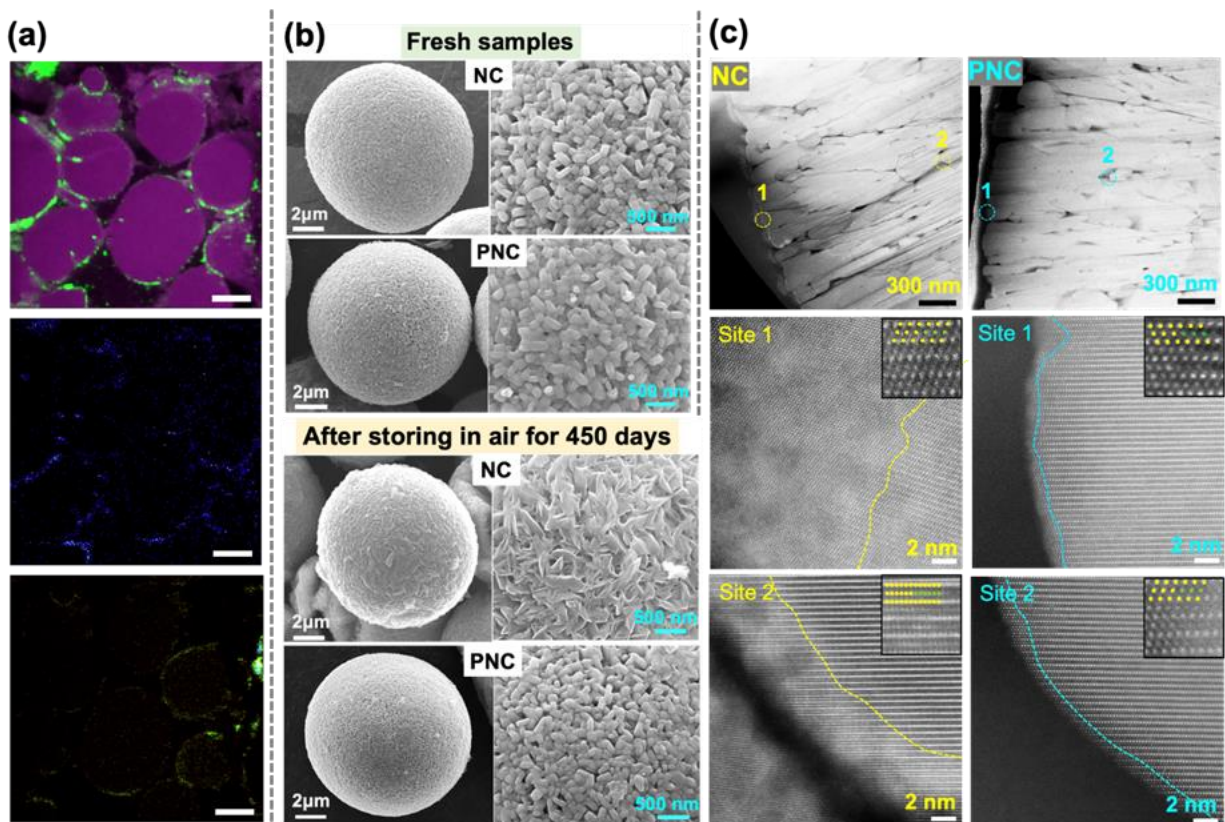 (a)
(b)
Fresh samples
NC
2μm
500 nm
PNC
2μm
500 nm
After storing in air for 450 days
NC
2μm
500 nm
PNC
2μm
500 nm
(c)
NC
1
2
300 nm
PNC
1
2
300 nm
Site 1
2 nm
Site 1
2 nm
Site 2
2 nm
Site 2
2 nm